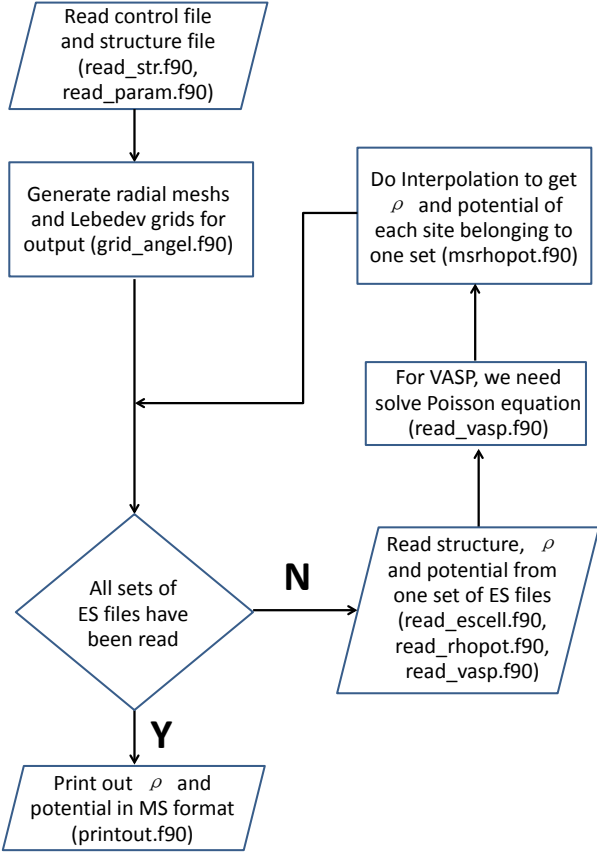 Read control file
and structure file
(read_str.f90,
read_param.f90)
Generate radial meshs
and Lebedev grids for
output (grid_angel.f90)
Do Interpolation to get
ρ and potential of
each site belonging to
one set (msrhopot.f90)
For VASP, we need
solve Poisson equation
(read_vasp.f90)
All sets of
ES files have
been read
N
Read structure, ρ
and potential from
one set of ES files
(read_escell.f90,
read_rhopot.f90,
read_vasp.f90)
Y
Print out ρ and
potential in MS format
(printout.f90)